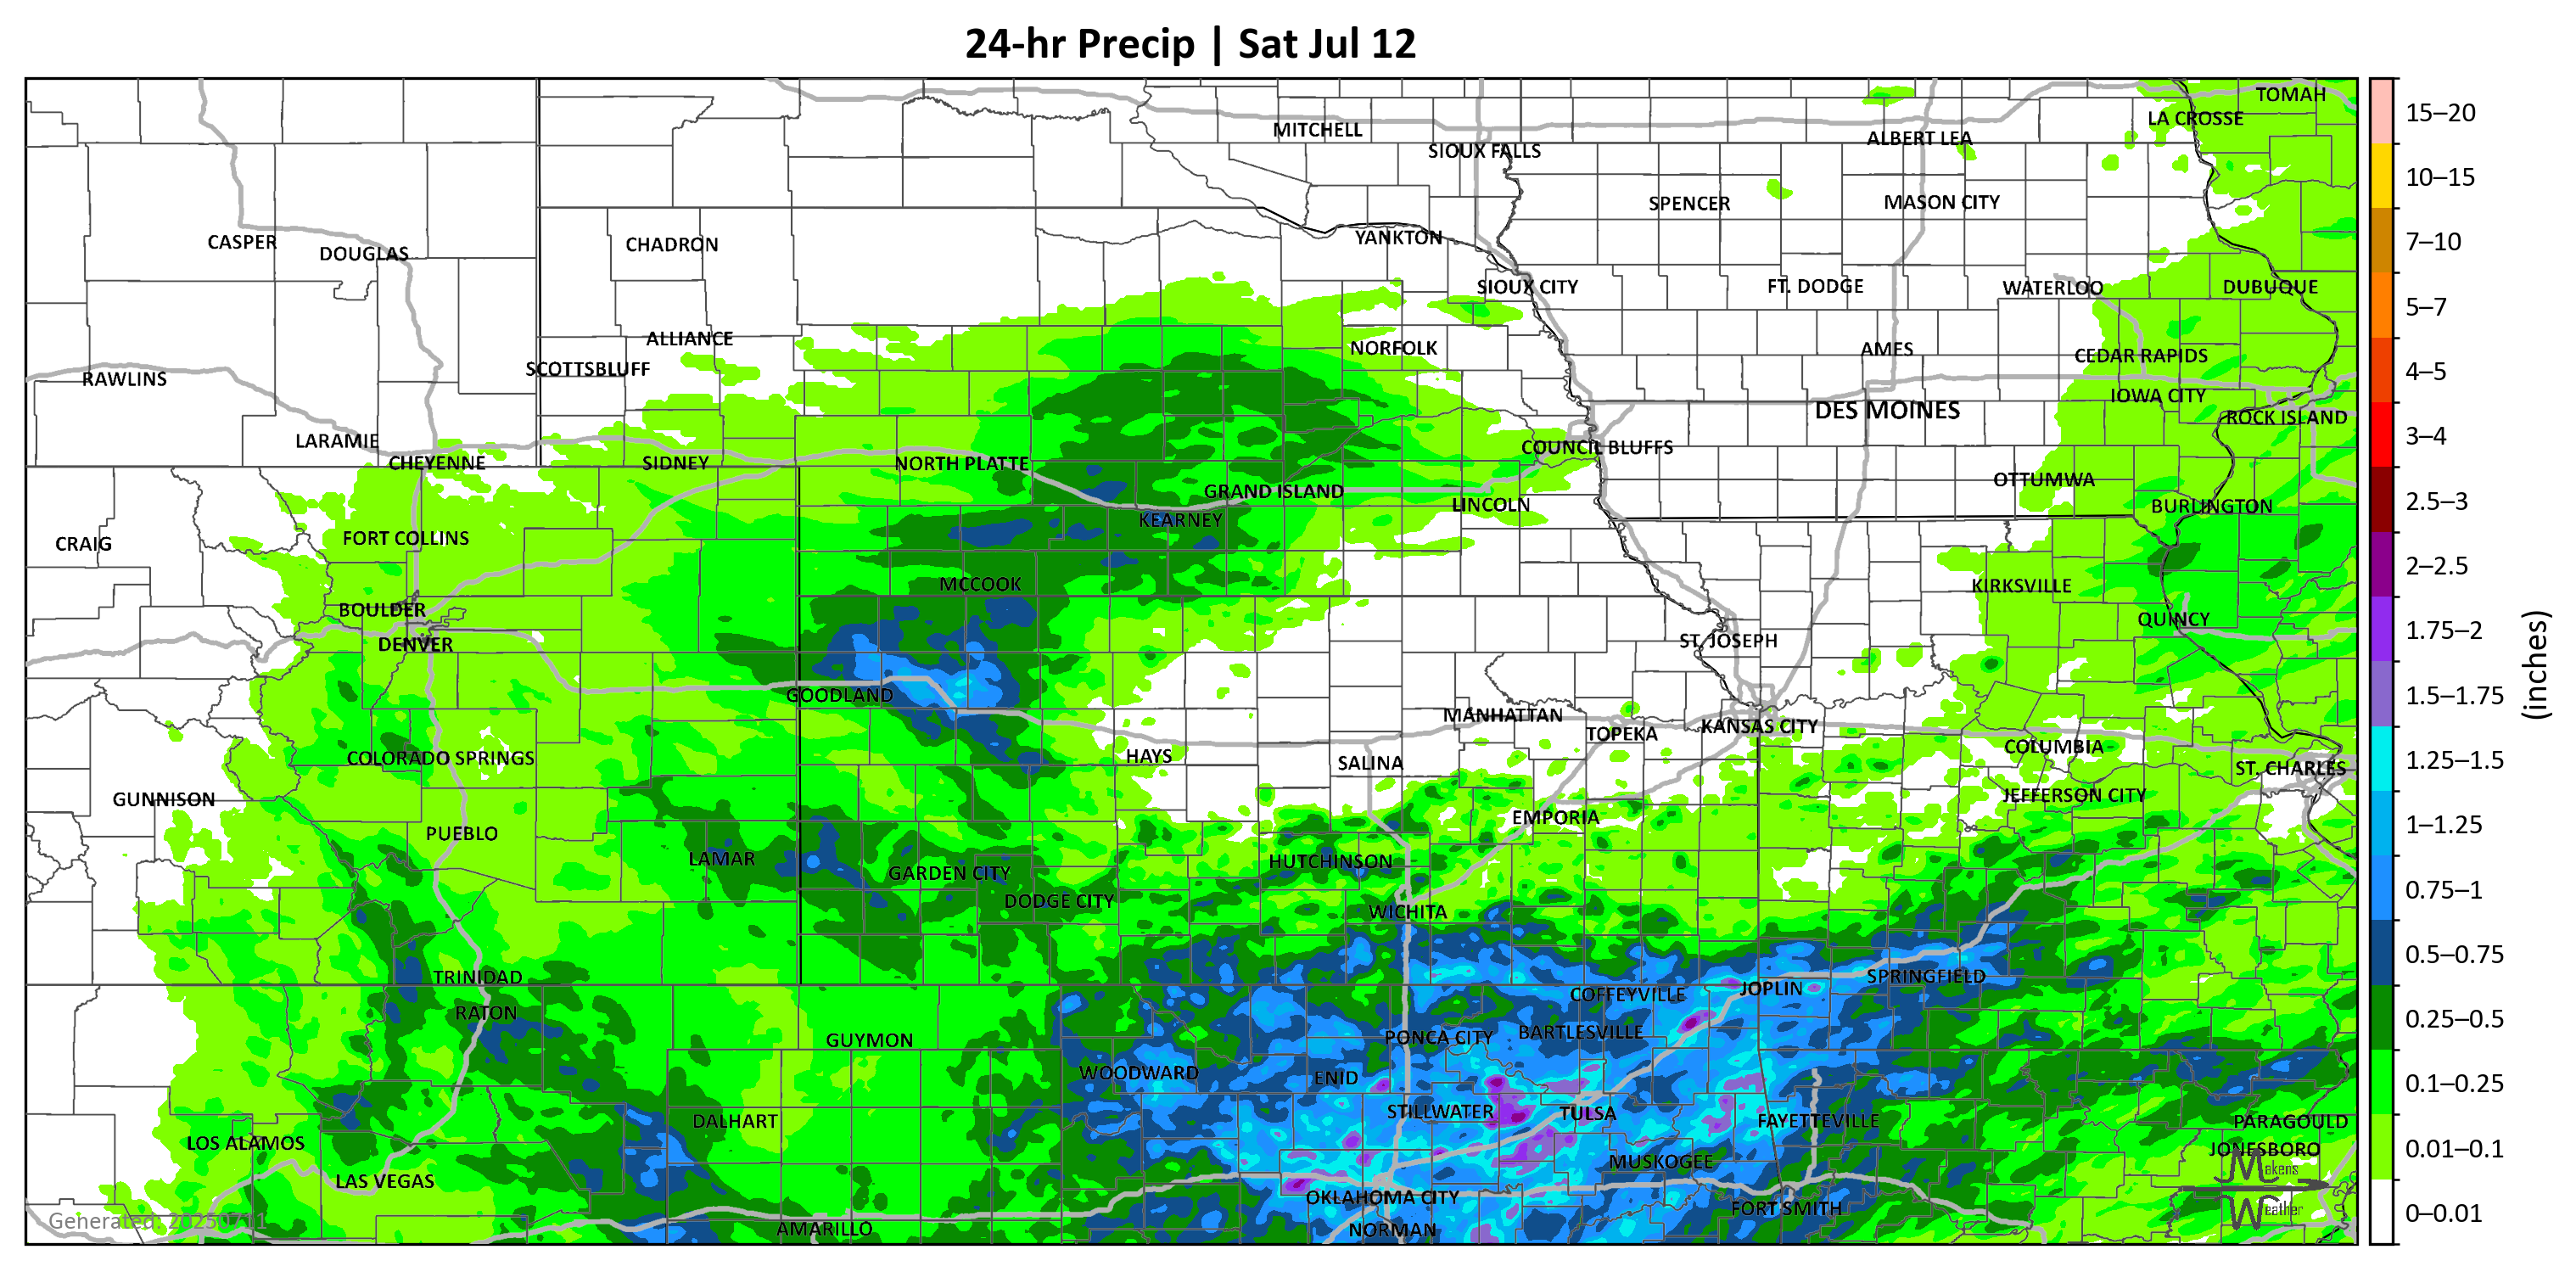 24-hr Precip | Sat Jul 12
TOMAH
LA CROSSE
MITCHELL
ALBERT LEA
SIOUX FALLS
SPENCER
MASON CITY
CASPER
DOUGLAS
CHADRON
YANKTON
SIOUX CITY
FT. DODGE
WATERLOO
DUBUQUE
ALLIANCE
NORFOLK
AMES
CEDAR RAPIDS
SCOTTSBLUFF
RAWLINS
IOWA CITY
DES MOINES
ROCK ISLAND
LARAMIE
COUNCIL BLUFFS
CHEYENNE
SIDNEY
NORTH PLATTE
OTTUMWA
GRAND ISLAND
LINCOLN
BURLINGTON
KEARNEY
CRAIG
FORT COLLINS
MCCOOK
KIRKSVILLE
BOULDER
QUINCY
DENVER
ST. JOSEPH
GOODLAND
MANHATTAN
TOPEKA
KANSAS CITY
COLUMBIA
COLORADO SPRINGS
HAYS
SALINA
ST. CHARLES
GUNNISON
JEFFERSON CITY
EMPORIA
PUEBLO
LAMAR
HUTCHINSON
GARDEN CITY
DODGE CITY
WICHITA
TRINIDAD
SPRINGFIELD
COFFEYVILLE
JOPLIN
RATON
GUYMON
PONCA CITY
BARTLESVILLE
WOODWARD
ENID
STILLWATER
TULSA
DALHART
FAYETTEVILLE
PARAGOULD
LOS ALAMOS
JONESBORO
MUSKOGEE
LAS VEGAS
OKLAHOMA CITY
FORT SMITH
AMARILLO
NORMAN
Generated: 20250711
Makens
Weather
15–20
10–15
7–10
5–7
4–5
3–4
2.5–3
2–2.5
1.75–2
1.5–1.75
1.25–1.5
1–1.25
0.75–1
0.5–0.75
0.25–0.5
0.1–0.25
0.01–0.1
0–0.01
(inches)